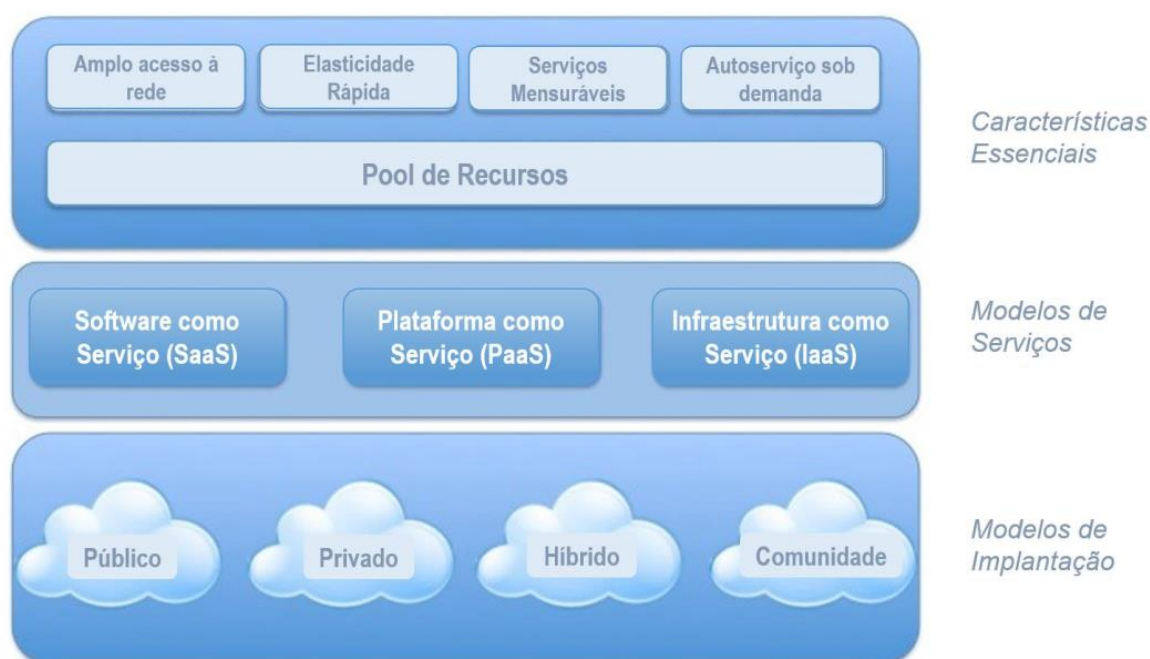 Amplo acesso à
rede
Elasticidade
Rápida
Serviços
Mensuráveis
Autoserviço sob
demanda
Pool de Recursos
Características
Essenciais
Software como
Serviço (SaaS)
Plataforma como
Serviço (PaaS)
Infraestrutura como
Serviço (IaaS)
Modelos de
Serviços
Público
Privado
Híbrido
Comunidade
Modelos de
Implantação